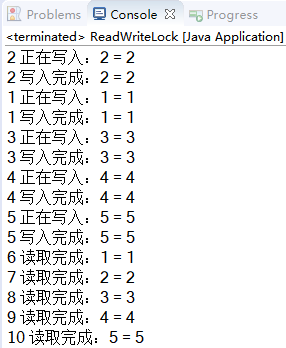 Problems Console Progress
<terminated> ReadWriteLock [Java Application]
2 正在写入：2 = 2
2 写入完成：2 = 2
1 正在写入：1 = 1
1 写入完成：1 = 1
3 正在写入：3 = 3
3 写入完成：3 = 3
4 正在写入：4 = 4
4 写入完成：4 = 4
5 正在写入：5 = 5
5 写入完成：5 = 5
6 读取完成：1 = 1
7 读取完成：2 = 2
8 读取完成：3 = 3
9 读取完成：4 = 4
10 读取完成：5 = 5